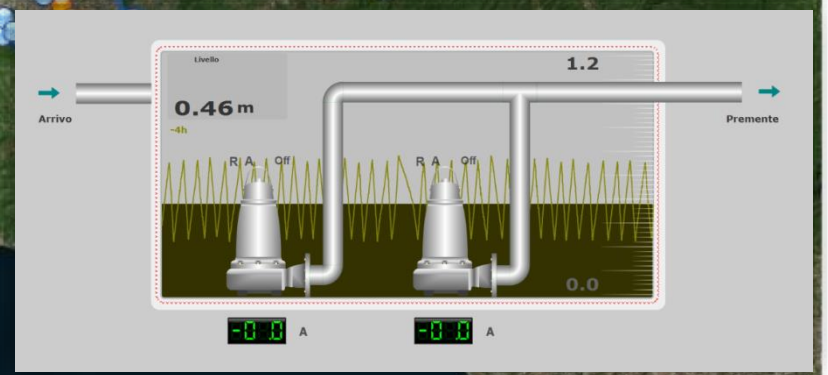 Livello
1.2
0.46 m
Arrivo
Premente
-4h
R A Off
R A Off
0.0
-0.0 A
-0.0 A